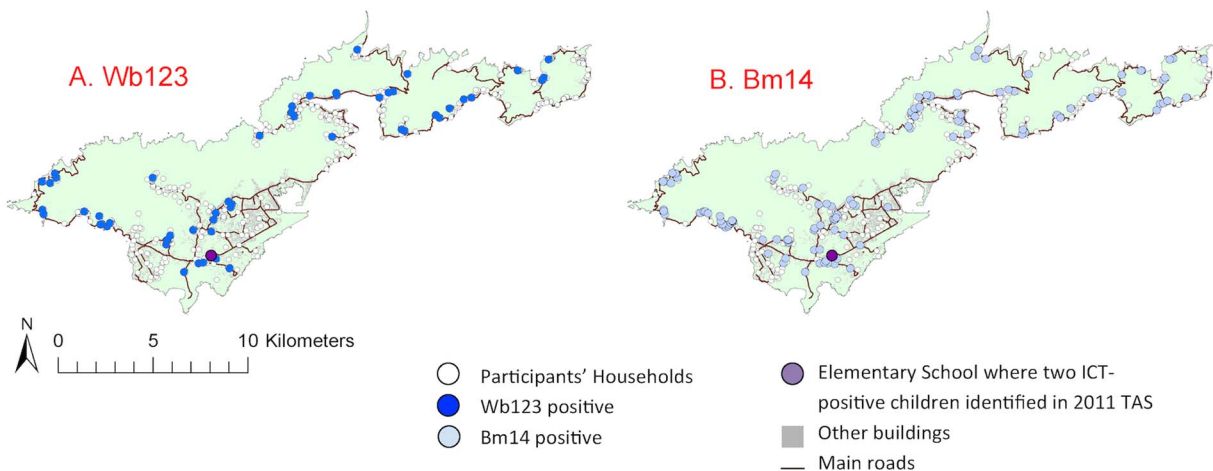 A. Wb123
B. Bm14
N
0 5 10 Kilometers
Participants' Households
Wb123 positive
Bm14 positive
Elementary School where two ICT-
positive children identified in 2011 TAS
Other buildings
Main roads